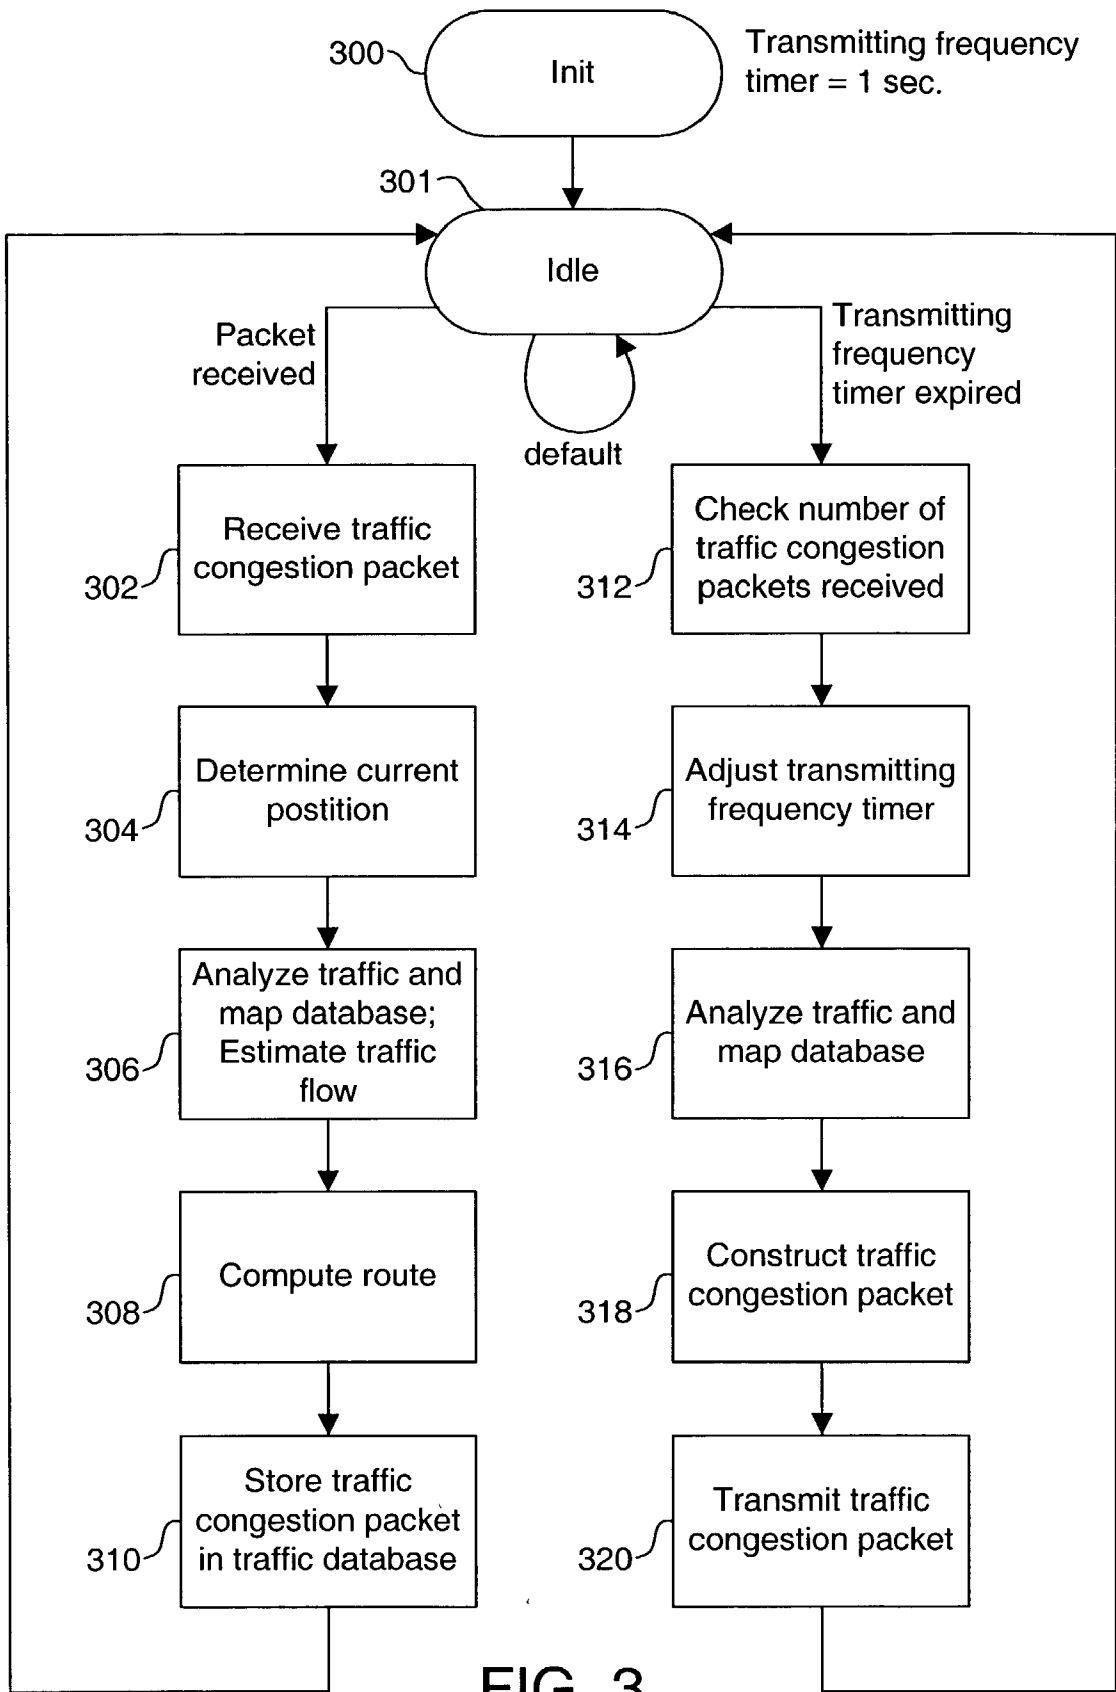 300
Init
Transmitting frequency
timer = 1 sec.
301
Idle
Packet
received
default
Transmitting
frequency
timer expired
302
Receive traffic
congestion packet
304
Determine current
postition
306
Analyze traffic and
map database;
Estimate traffic
flow
308
Compute route
310
Store traffic
congestion packet
in traffic database
312
Check number of
traffic congestion
packets received
314
Adjust transmitting
frequency timer
316
Analyze traffic and
map database
318
Construct traffic
congestion packet
320
Transmit traffic
congestion packet
FIG. 3